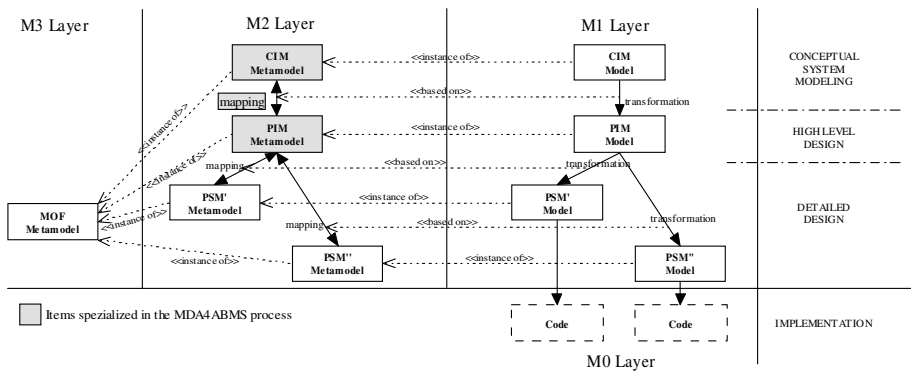 M3 Layer
M2 Layer
M1 Layer
CIM
Metamodel
<<instance of>>
CIM
Model
CONCEPTUAL
SYSTEM
MODELING
mapping
<<based on>>
transformation
<<instance of>>
PIM
Metamodel
<<instance of>>
PIM
Model
HIGH LEVEL
DESIGN
<<instance of>>
mapping
<<based on>>
transformation
MOF
Metamodel
<<instance of>>
PSM'
Metamodel
<<instance of>>
PSM'
Model
DETAILED
DESIGN
mapping
<<based on>>
transformation
<<instance of>>
PSM''
Metamodel
<<instance of>>
PSM''
Model
Items spezialized in the MDA4ABMS process
Code
Code
IMPLEMENTATION
M0 Layer